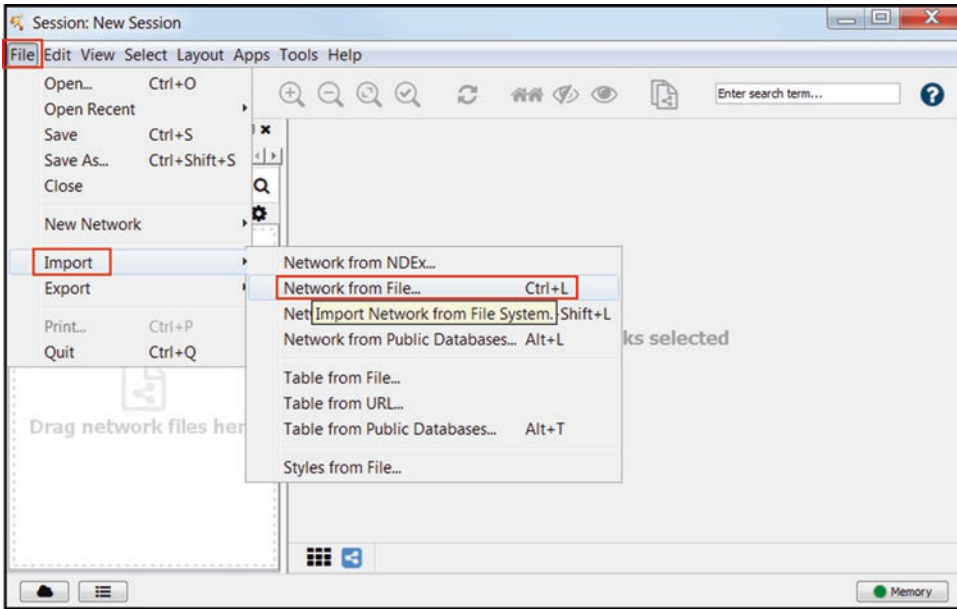 Session: New Session
File Edit View Select Layout Apps Tools Help
Enter search term...
Open... Ctrl+O
Open Recent
Save Ctrl+S
Save As... Ctrl+Shift+S
Close
New Network
Import
Export
Print... Ctrl+P
Quit Ctrl+Q
Network from NDEx...
Network from File... Ctrl+L
Import Network from File System.
Shift+L
Network from Public Databases... Alt+L
Table from File...
Table from URL...
Table from Public Databases... Alt+T
Styles from File...
selected
Drag network files
Memory